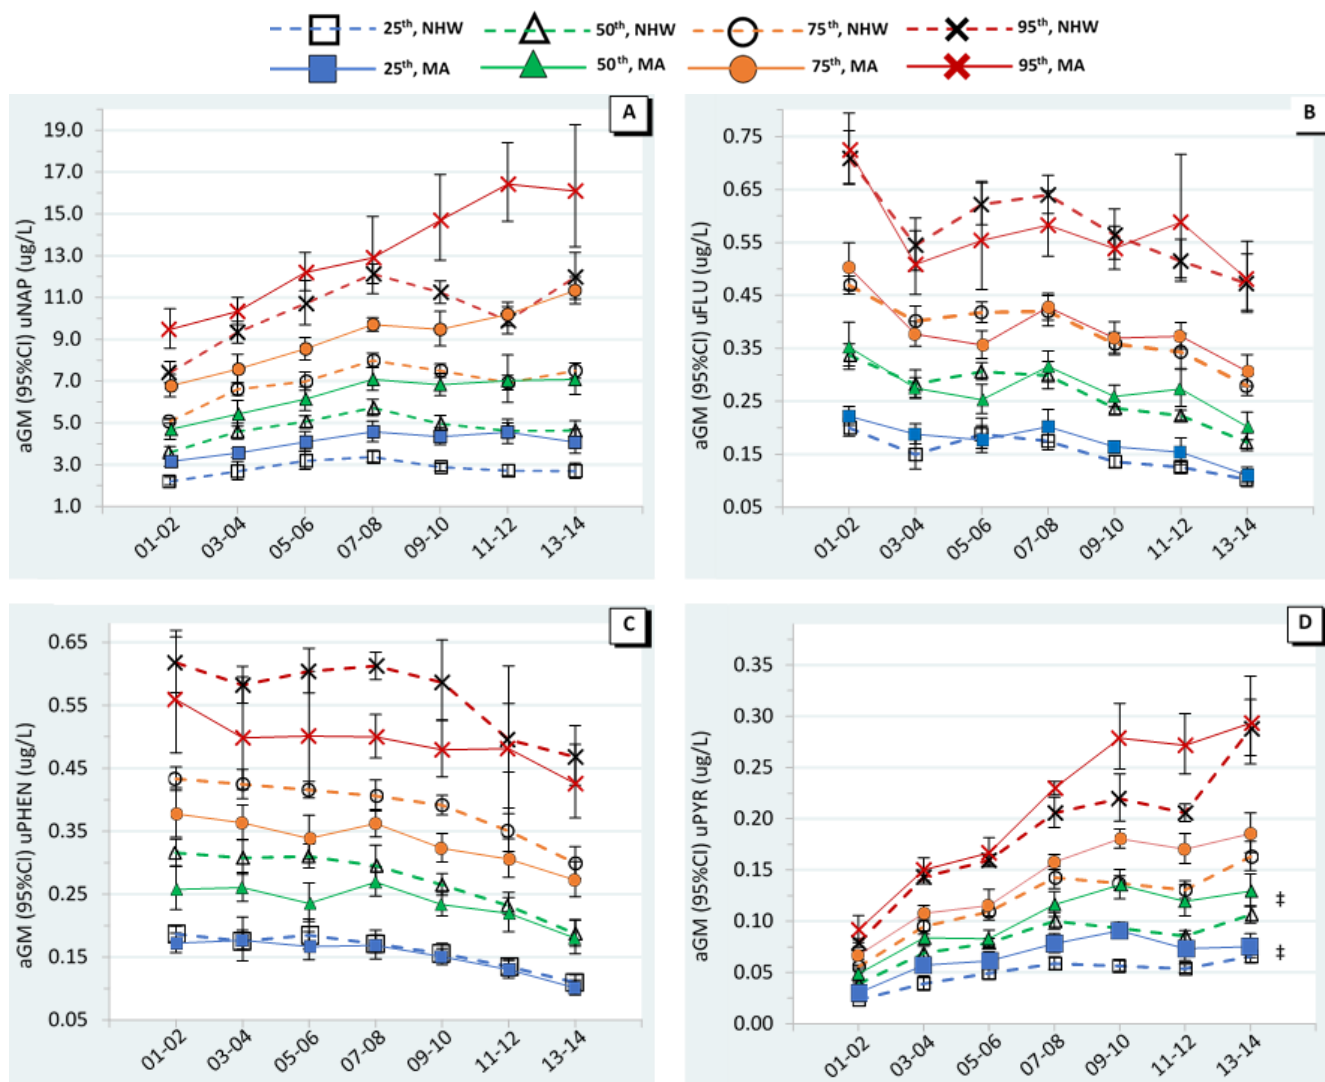 25th, NHW 50th, NHW 75th, NHW 95th, NHW
25th, MA 50th, MA 75th, MA 95th, MA
A
aGM (95%CI) uNAP (ug/L)
19.0
17.0
15.0
13.0
11.0
9.0
7.0
5.0
3.0
1.0
01-02 03-04 05-06 07-08 09-10 11-12 13-14
B
aGM (95%CI) uFLU (ug/L)
0.75
0.65
0.55
0.45
0.35
0.25
0.15
0.05
01-02 03-04 05-06 07-08 09-10 11-12 13-14
C
aGM (95%CI) uPHEN (ug/L)
0.65
0.55
0.45
0.35
0.25
0.15
0.05
01-02 03-04 05-06 07-08 09-10 11-12 13-14
D
aGM (95%CI) uPYR (ug/L)
0.35
0.30
0.25
0.20
0.15
0.10
0.05
0.00
‡
‡
01-02 03-04 05-06 07-08 09-10 11-12 13-14